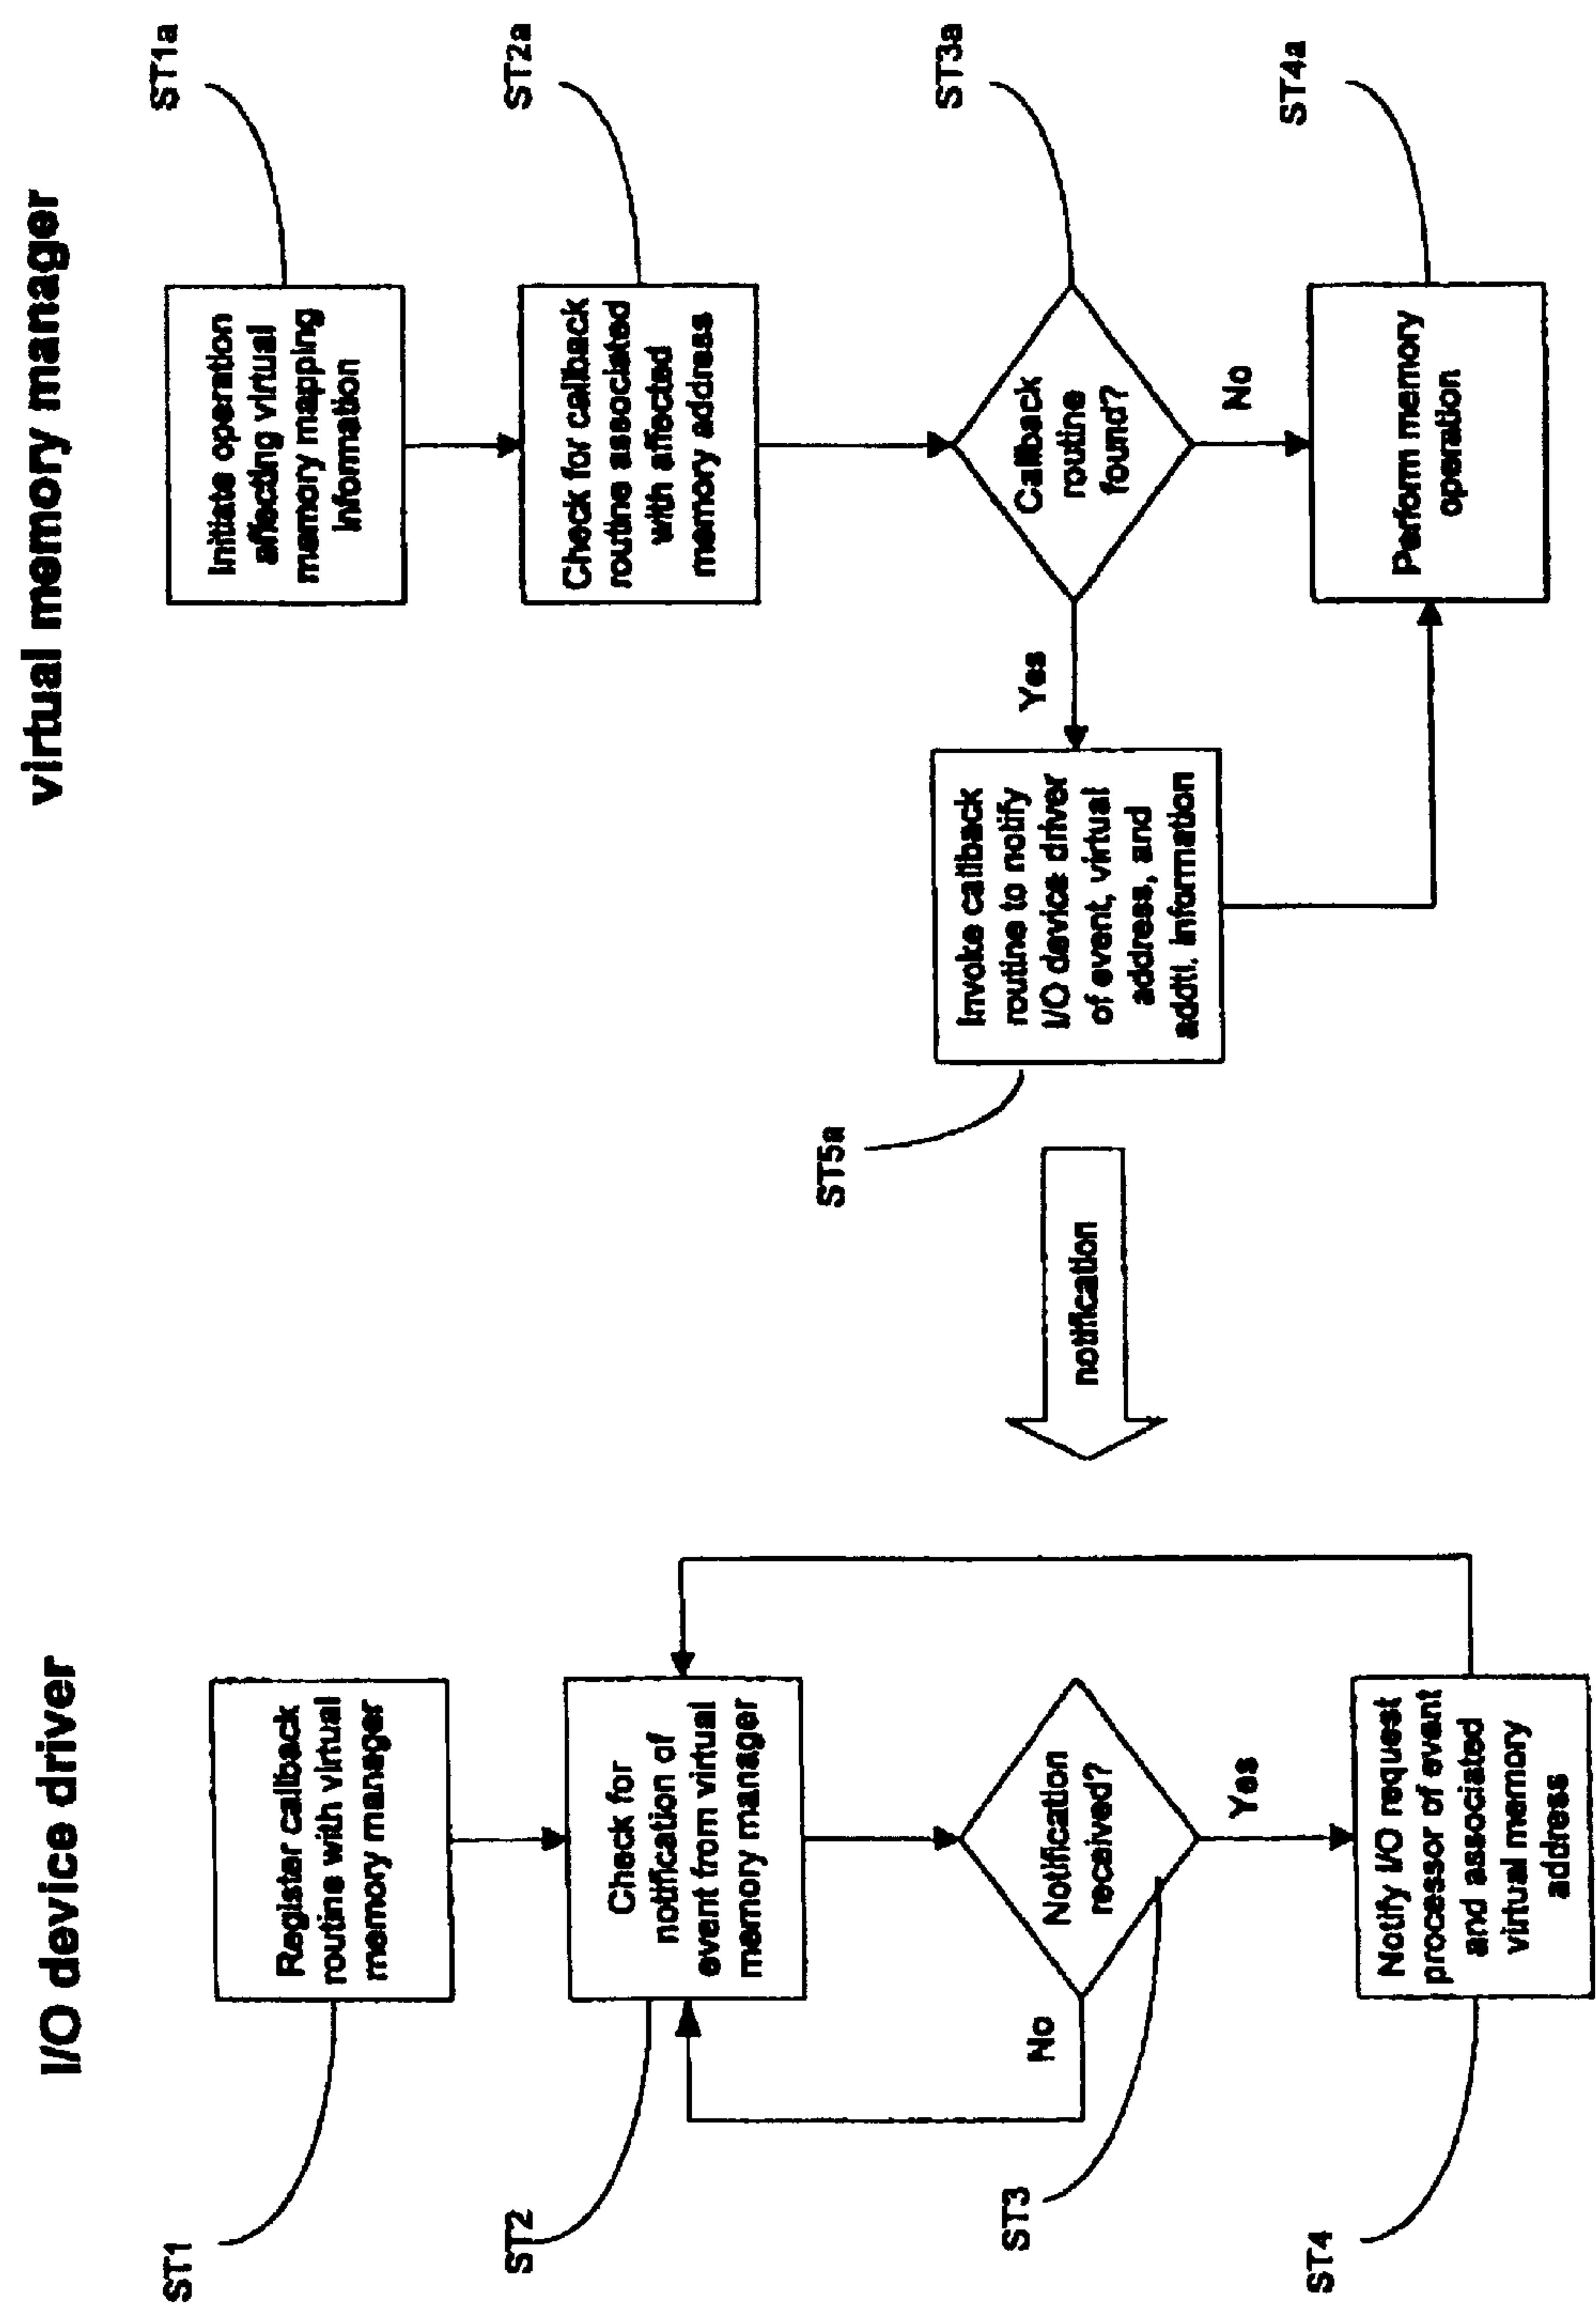 I/O device driver
ST1
Register callback
routine with virtual
memory manager
ST2
Check for
notification of
event from virtual
memory manager
ST3
Notification
received?
No
Yes
ST4
Notify I/O request
processor of event
and associated
virtual memory
address
notification
virtual memory manager
ST1a
Initiate operation
affecting virtual
memory mapping
information
ST2a
Check for callback
routine associated
with affected
memory address
ST3a
Callback
routine
found?
Yes
No
ST5a
Invoke callback
routine to notify
I/O device driver
of event, virtual
address, and
addtl. information
ST4a
Perform memory
operation